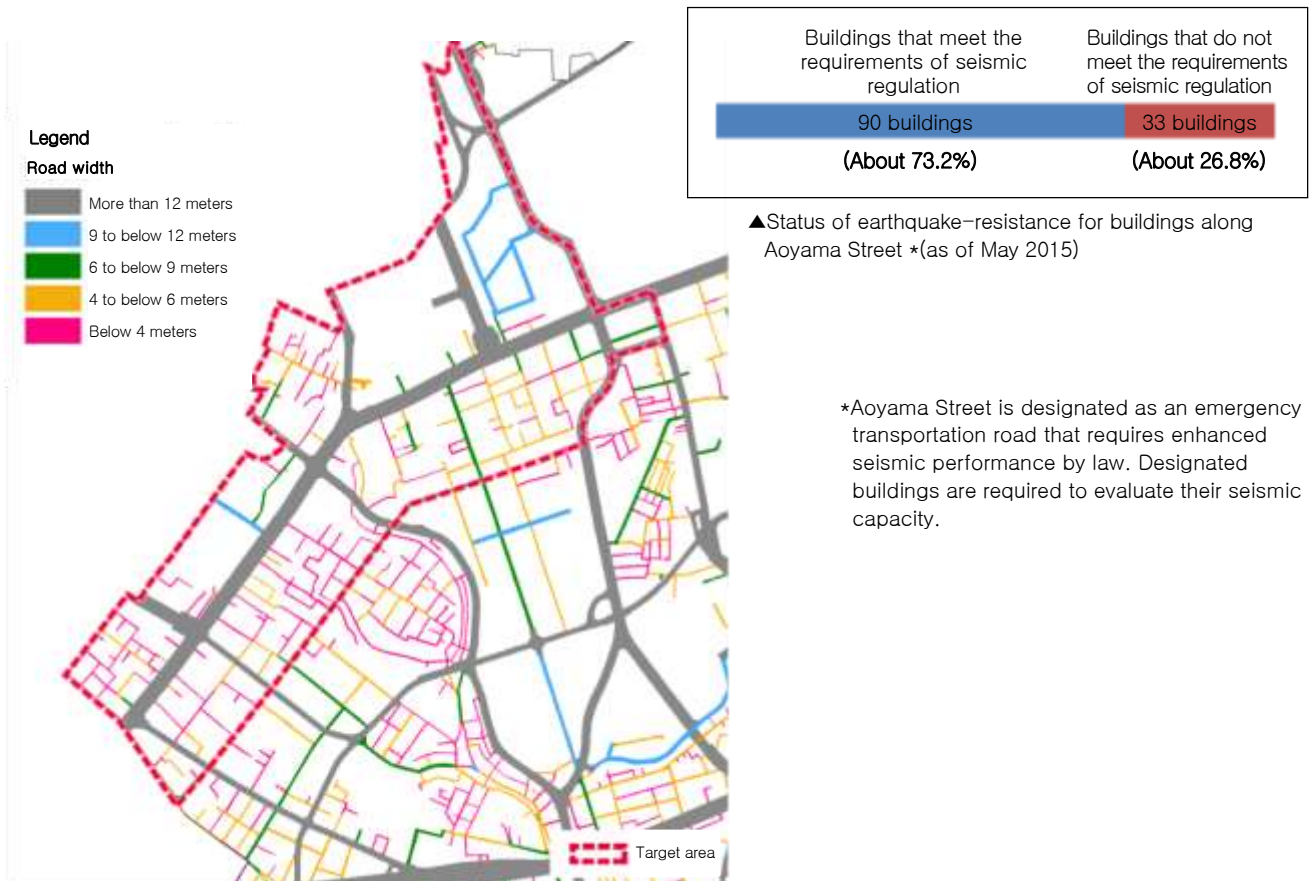 Legend
Road width
More than 12 meters
9 to below 12 meters
6 to below 9 meters
4 to below 6 meters
Below 4 meters
Target area
Buildings that meet the
requirements of seismic
regulation
Buildings that do not
meet the requirements
of seismic regulation
90 buildings
33 buildings
(About 73.2%)
(About 26.8%)
▲Status of earthquake-resistance for buildings along
Aoyama Street *(as of May 2015)
*Aoyama Street is designated as an emergency
transportation road that requires enhanced
seismic performance by law. Designated
buildings are required to evaluate their seismic
capacity.